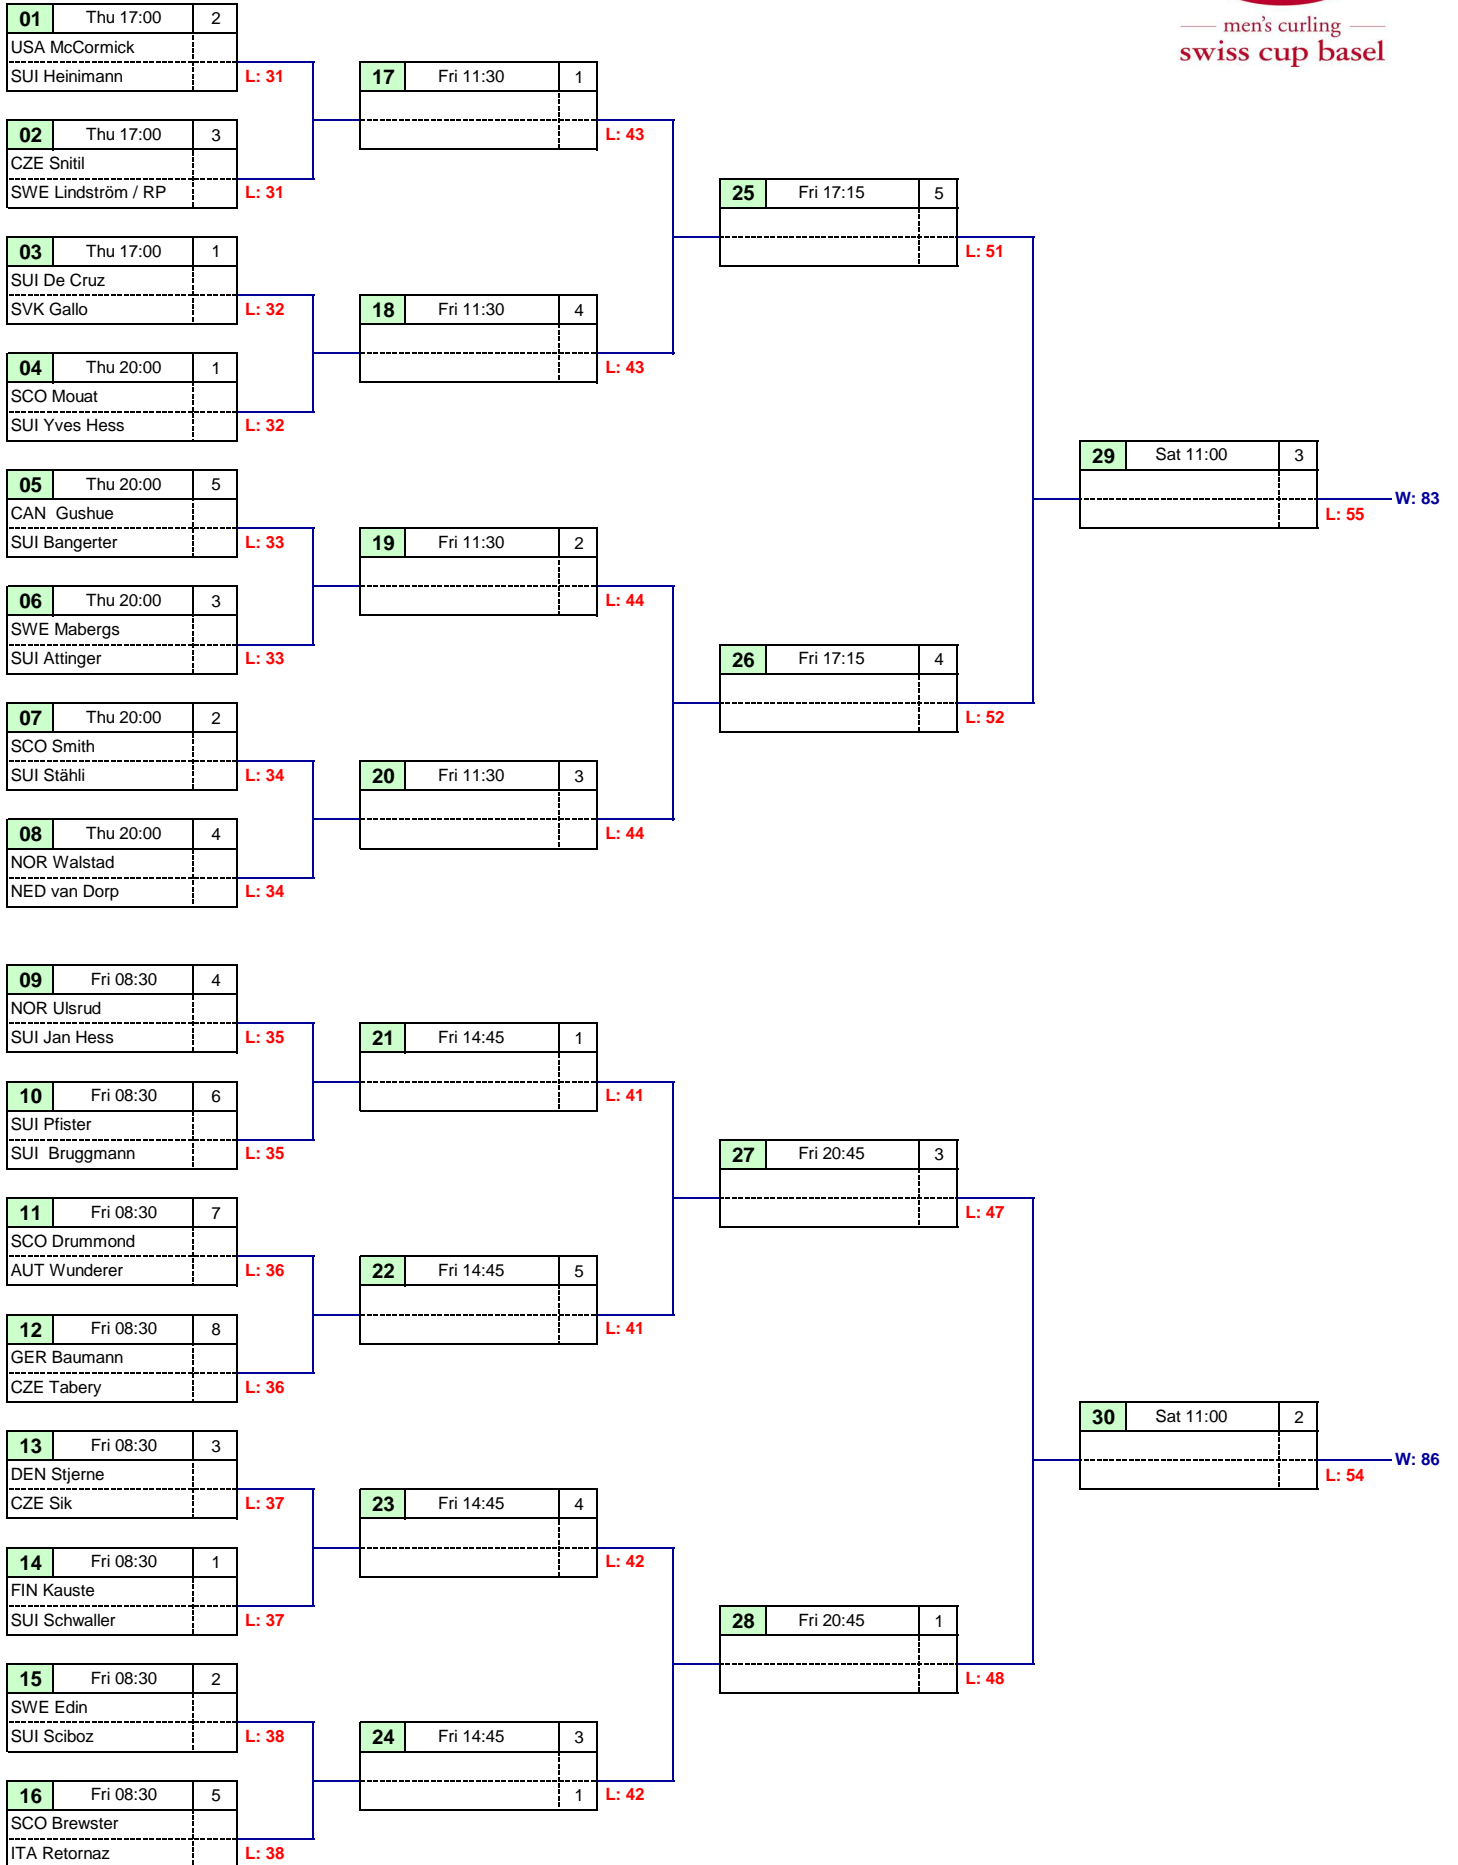 men's curling
swiss cup basel
01 Thu 17:00 2
USA McCormick
SUI Heinimann
L: 31
02 Thu 17:00 3
CZE Snitil
SWE Lindström / RP
L: 31
03 Thu 17:00 1
SUI De Cruz
SVK Gallo
L: 32
04 Thu 20:00 1
SCO Mouat
SUI Yves Hess
L: 32
05 Thu 20:00 5
CAN Gushue
SUI Bangerter
L: 33
06 Thu 20:00 3
SWE Mabergs
SUI Attinger
L: 33
07 Thu 20:00 2
SCO Smith
SUI Stähli
L: 34
08 Thu 20:00 4
NOR Walstad
NED van Dorp
L: 34
09 Fri 08:30 4
NOR Ulsrud
SUI Jan Hess
L: 35
10 Fri 08:30 6
SUI Pfister
SUI Bruggmann
L: 35
11 Fri 08:30 7
SCO Drummond
AUT Wunderer
L: 36
12 Fri 08:30 8
GER Baumann
CZE Tabery
L: 36
13 Fri 08:30 3
DEN Stjerne
CZE Sik
L: 37
14 Fri 08:30 1
FIN Kauste
SUI Schwaller
L: 37
15 Fri 08:30 2
SWE Edin
SUI Sciboz
L: 38
16 Fri 08:30 5
SCO Brewster
ITA Retornaz
L: 38
17 Fri 11:30 1
L: 43
18 Fri 11:30 4
L: 43
19 Fri 11:30 2
L: 44
20 Fri 11:30 3
L: 44
21 Fri 14:45 1
L: 41
22 Fri 14:45 5
L: 41
23 Fri 14:45 4
L: 42
24 Fri 14:45 3
1
L: 42
25 Fri 17:15 5
L: 51
26 Fri 17:15 4
L: 52
27 Fri 20:45 3
L: 47
28 Fri 20:45 1
L: 48
29 Sat 11:00 3
W: 83
L: 55
30 Sat 11:00 2
W: 86
L: 54